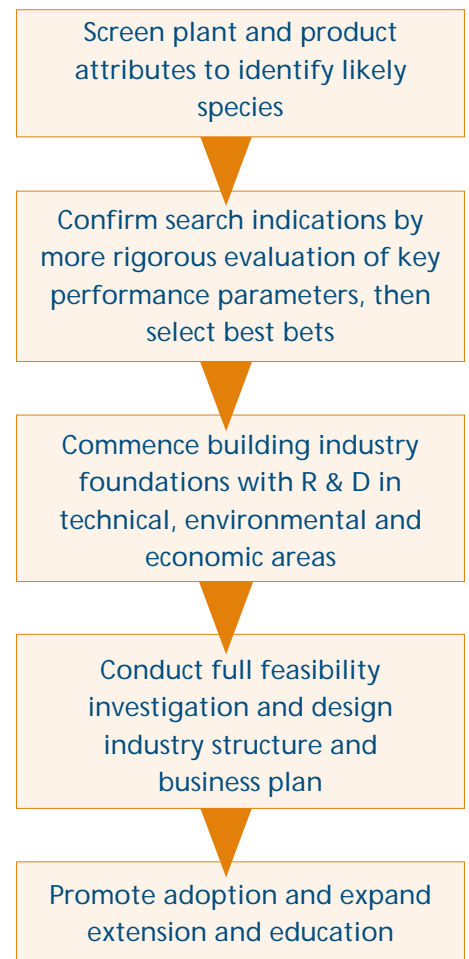 Screen plant and product
attributes to identify likely
species
Confirm search indications by
more rigorous evaluation of key
performance parameters, then
select best bets
Commence building industry
foundations with R & D in
technical, environmental and
economic areas
Conduct full feasibility
investigation and design
industry structure and
business plan
Promote adoption and expand
extension and education